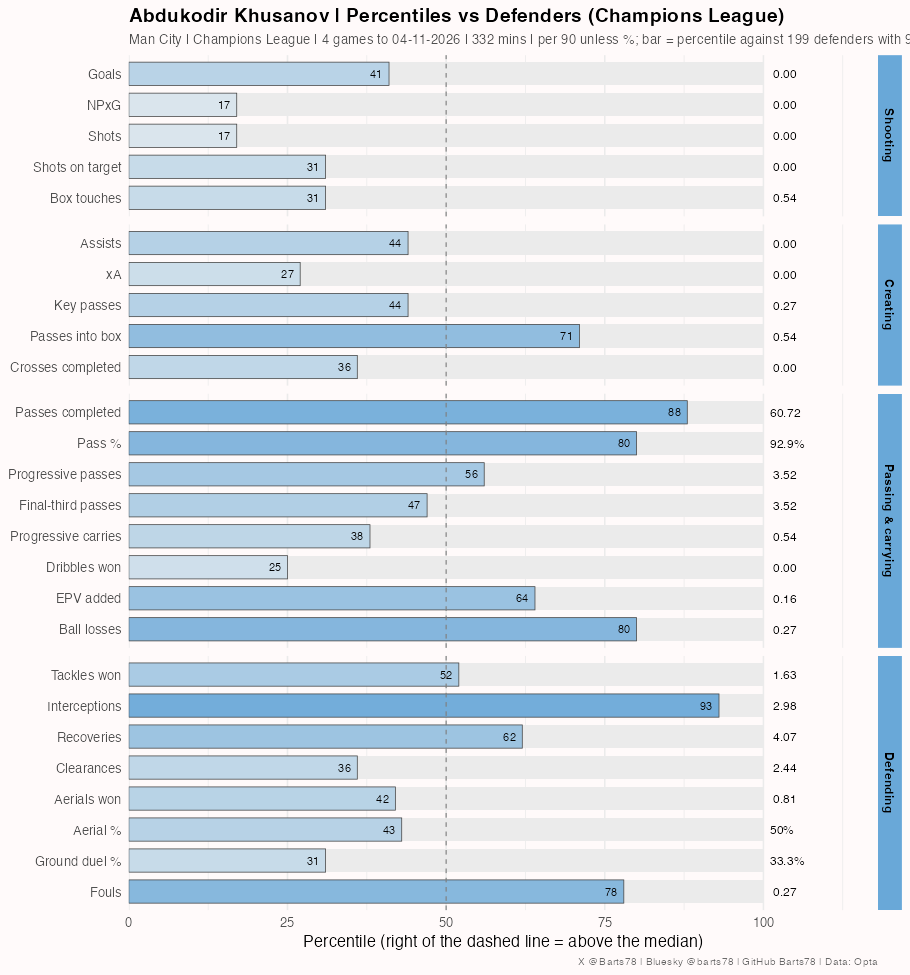 Abdukodir Khusanov | Percentiles vs Defenders (Champions League)
Man City | Champions League | 4 games to 04-11-2026 | 332 mins | per 90 unless %; bar = percentile against 199 defenders with 9
Goals 41 0.00
NPxG 17 0.00
Shots 17 0.00
Shots on target 31 0.00
Box touches 31 0.54
Shooting
Assists 44 0.00
xA 27 0.00
Key passes 44 0.27
Passes into box 71 0.54
Crosses completed 36 0.00
Creating
Passes completed 88 60.72
Pass % 80 92.9%
Progressive passes 56 3.52
Final-third passes 47 3.52
Progressive carries 38 0.54
Dribbles won 25 0.00
EPV added 64 0.16
Ball losses 80 0.27
Passing & carrying
Tackles won 52 1.63
Interceptions 93 2.98
Recoveries 62 4.07
Clearances 36 2.44
Aerials won 42 0.81
Aerial % 43 50%
Ground duel % 31 33.3%
Fouls 78 0.27
Defending
0 25 50 75 100
Percentile (right of the dashed line = above the median)
X @Barts78 | Bluesky @barts78 | GitHub Barts78 | Data: Opta